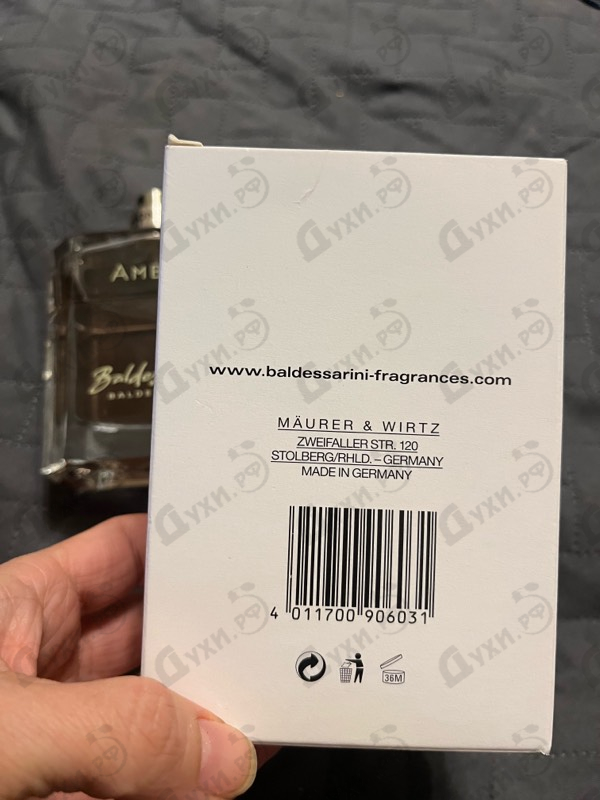 AMB
Baldes
BALDE
www.baldessarini-fragrances.com
MÄURER & WIRTZ
ZWEIFALLER STR. 120
STOLBERG/RHLD. – GERMANY
MADE IN GERMANY
4 011700 906031
36M
Духи.РФ